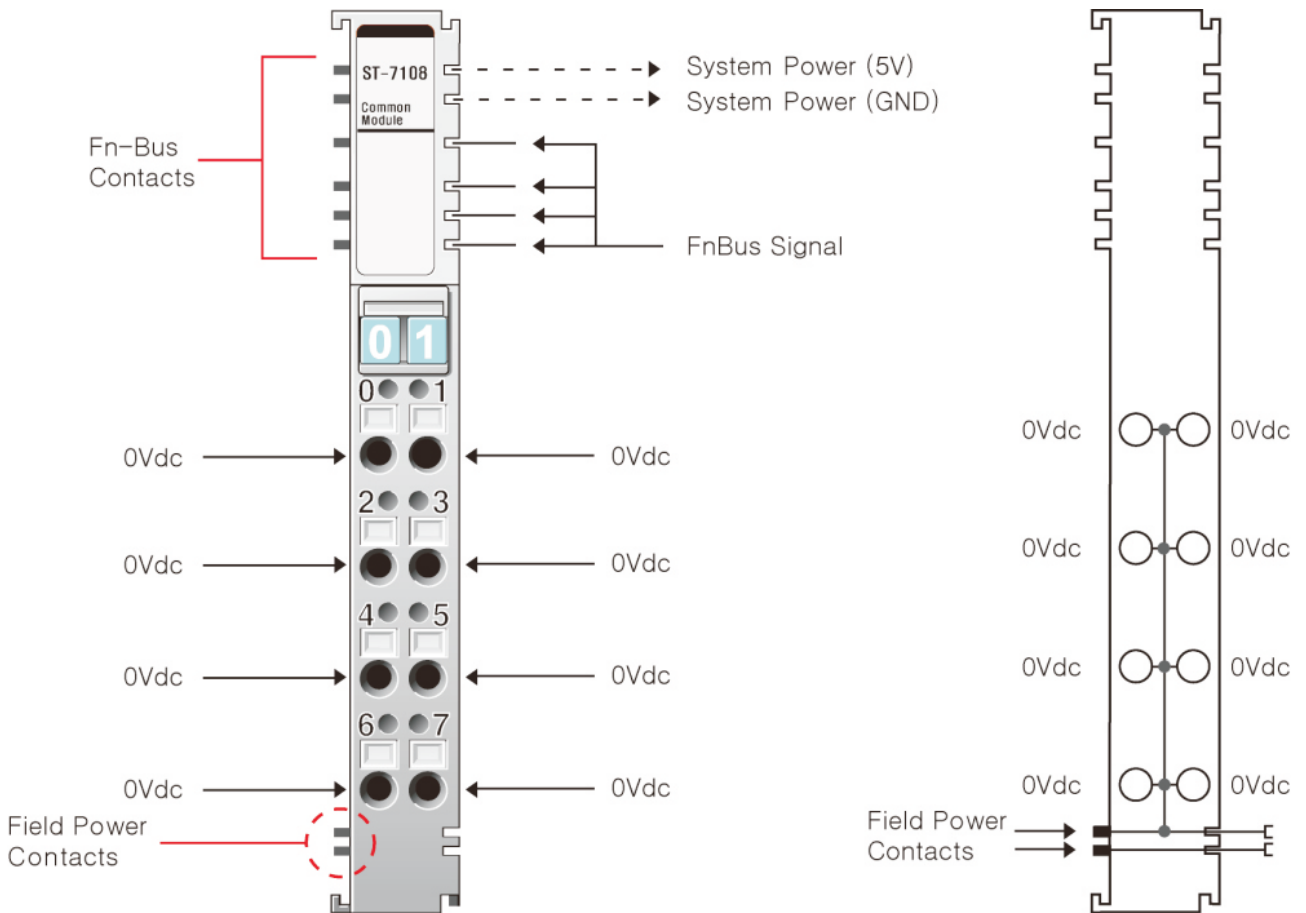 ST-7108
Common
Module
System Power (5V)
System Power (GND)
Fn-Bus
Contacts
FnBus Signal
01
0 1
0Vdc 0Vdc
2 3
0Vdc 0Vdc
4 5
0Vdc 0Vdc
6 7
0Vdc 0Vdc
Field Power
Contacts
0Vdc 0Vdc
0Vdc 0Vdc
0Vdc 0Vdc
0Vdc 0Vdc
Field Power
Contacts